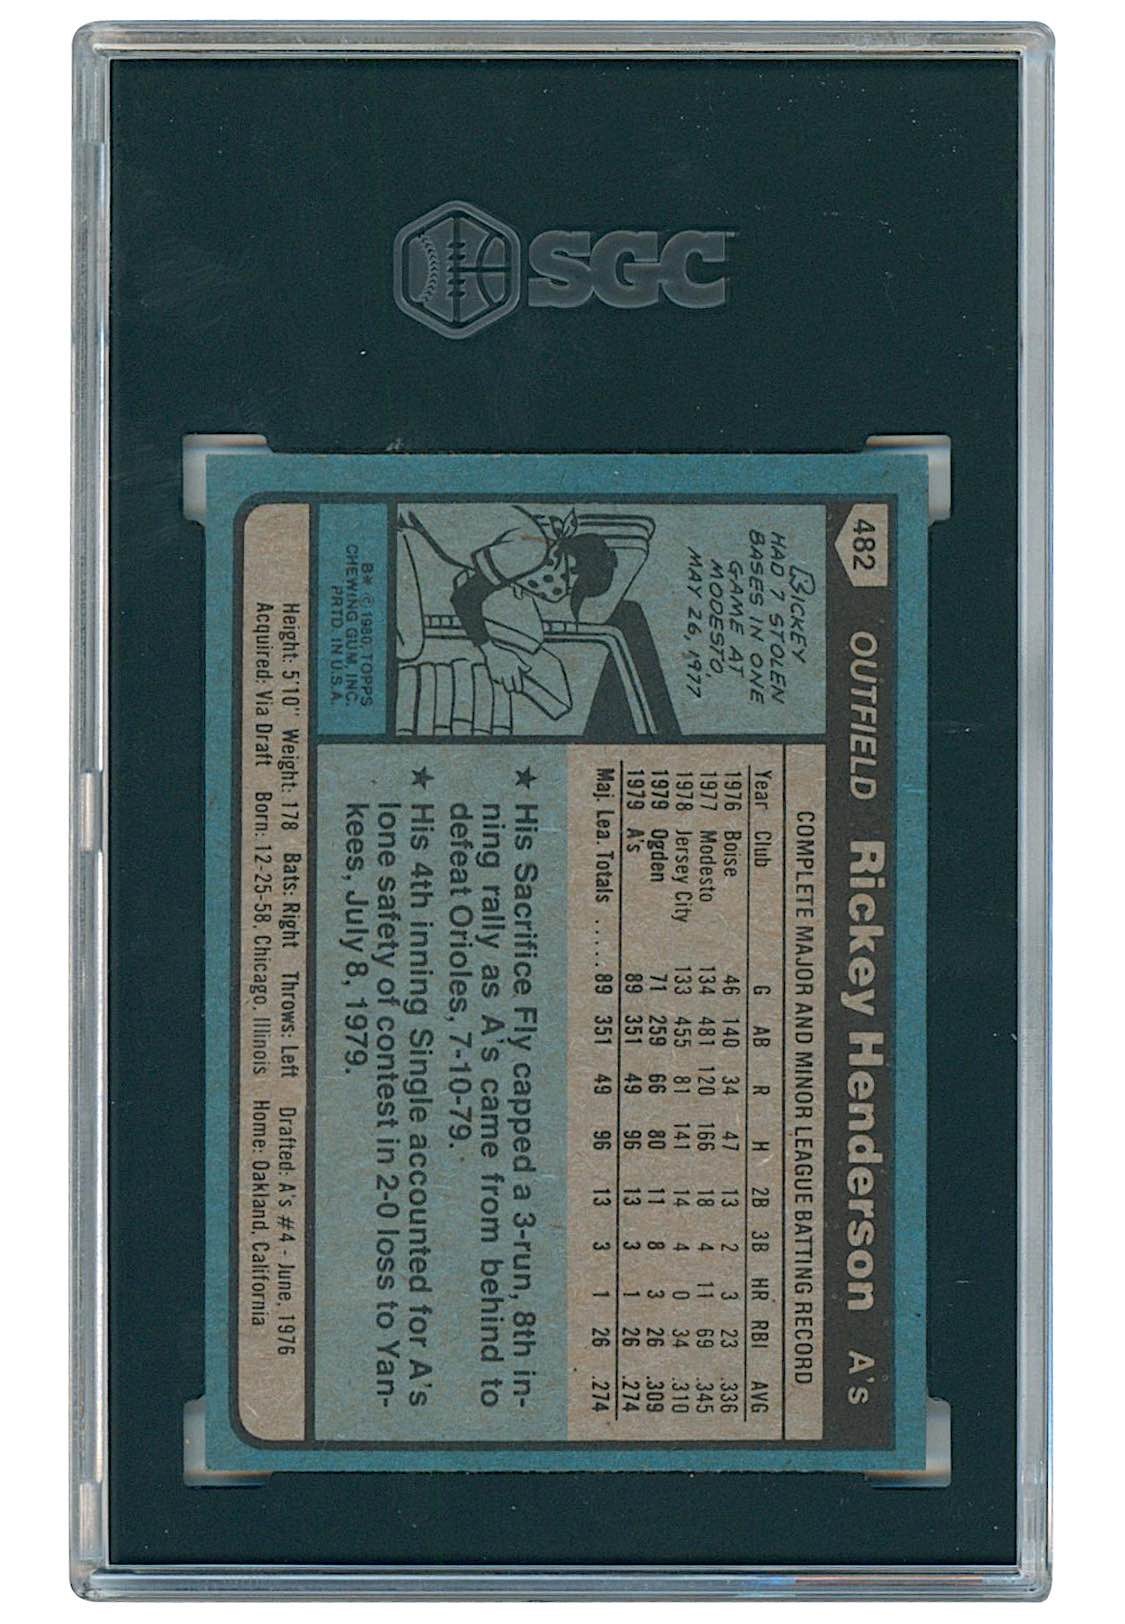 SGC
482 OUTFIELD Rickey Henderson A's
RICKEY
HAD 7 STOLEN
BASES IN ONE
GAME AT
MODESTO,
MAY 26, 1977
B* © 1980, TOPPS
CHEWING GUM, INC.
PRTD. IN U.S.A.
COMPLETE MAJOR AND MINOR LEAGUE BATTING RECORD
Year Club G AB R H 2B 3B HR RBI AVG
1976 Boise 46 140 34 47 13 2 3 23 .336
1977 Modesto 134 481 120 166 18 4 11 69 .345
1978 Jersey City 133 455 81 141 14 4 0 34 .310
1979 Ogden 71 259 66 80 11 8 3 26 .309
1979 A's 89 351 49 96 13 3 1 26 .274
Maj. Lea. Totals ...... 89 351 49 96 13 3 1 26 .274
★ His Sacrifice Fly capped a 3-run, 8th in-
ning rally as A's came from behind to
defeat Orioles, 7-10-79.
★ His 4th inning Single accounted for A's
lone safety of contest in 2-0 loss to Yan-
kees, July 8, 1979.
Height: 5'10" Weight: 178 Bats: Right Throws: Left Drafted: A's #4 - June, 1976
Acquired: Via Draft Born: 12-25-58, Chicago, Illinois Home: Oakland, California